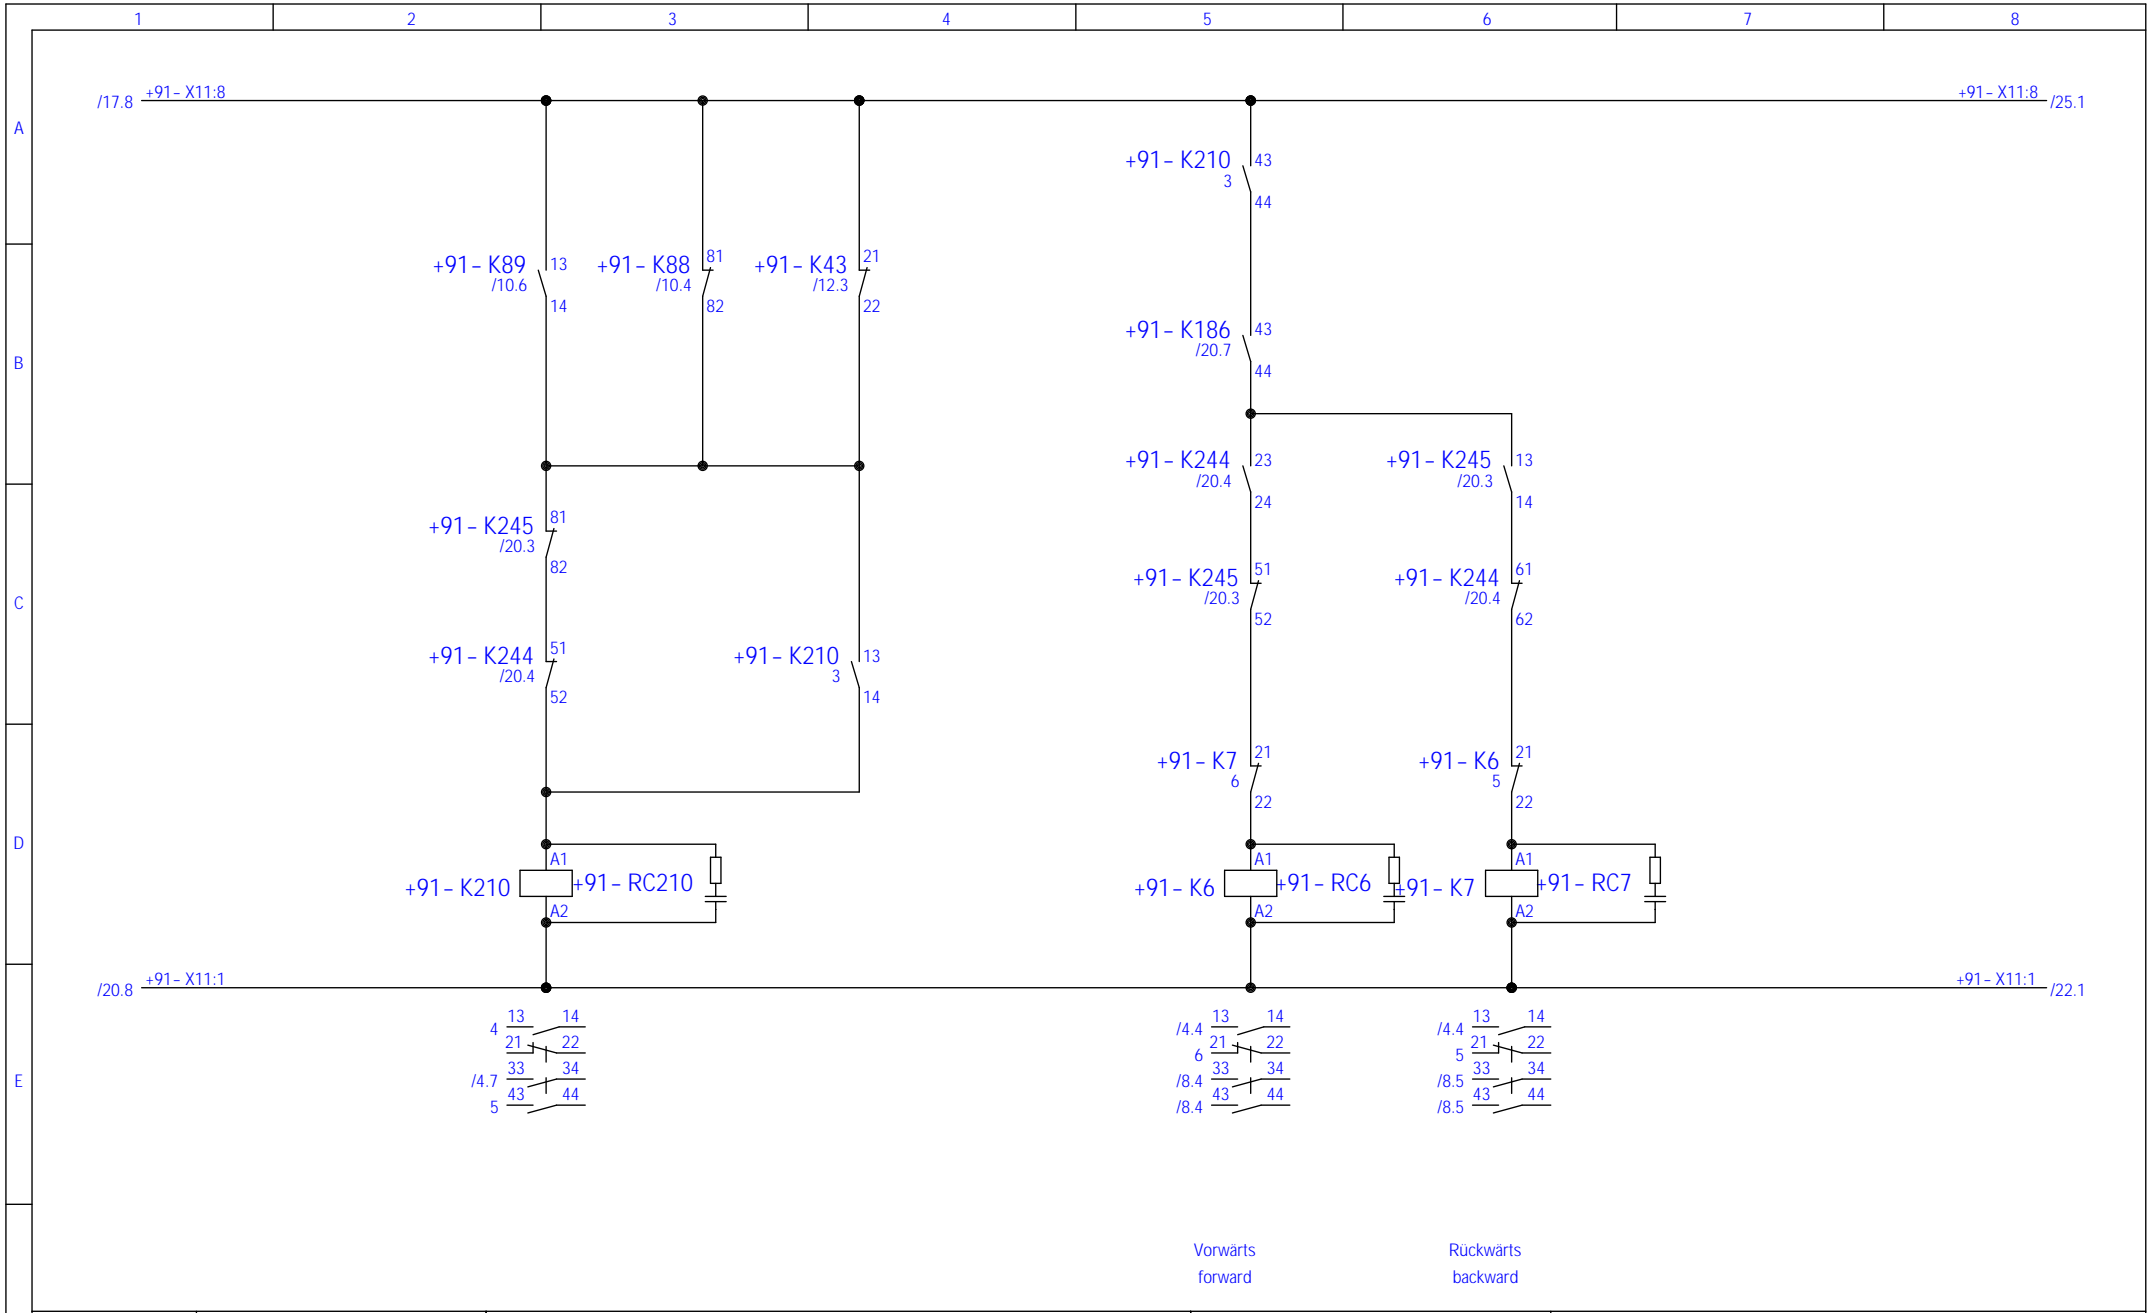 1 2 3 4 5 6 7 8
/17.8 +91- X11:8 +91- X11:8 /25.1
A
+91- K210 43
3
44
+91- K89 13 +91- K88 81 +91- K43 21
/10.6 /10.4 /12.3
14 82 22
+91- K186 43
/20.7
B
44
+91- K244 23 +91- K245 13
/20.4 /20.3
24 14
+91- K245 81
/20.3
82
+91- K245 51 +91- K244 61
/20.3 /20.4
C
52 62
+91- K244 51 +91- K210 13
/20.4 3
52 14
+91- K7 21 +91- K6 21
6 5
22 22
D
A1 A1 A1
+91- K210 +91- RC210 +91- K6 +91- RC6 +91- K7 +91- RC7
A2 A2 A2
/20.8 +91- X11:1 +91- X11:1 /22.1
4 13 14 /4.4 13 14 /4.4 13 14
21 22 6 21 22 5 21 22
E
/4.7 33 34 /8.4 33 34 /8.5 33 34
5 43 44 /8.4 43 44 /8.5 43 44
Vorwärts Rückwärts
forward backward